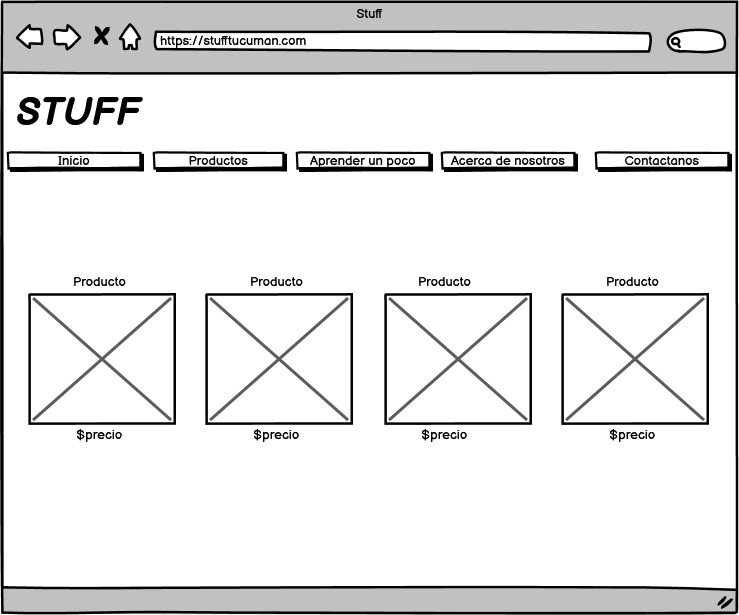 Stuff
https://stufftucuman.com
STUFF
Inicio
Productos
Aprender un poco
Acerca de nosotros
Contactanos
Producto
Producto
Producto
Producto
$precio
$precio
$precio
$precio